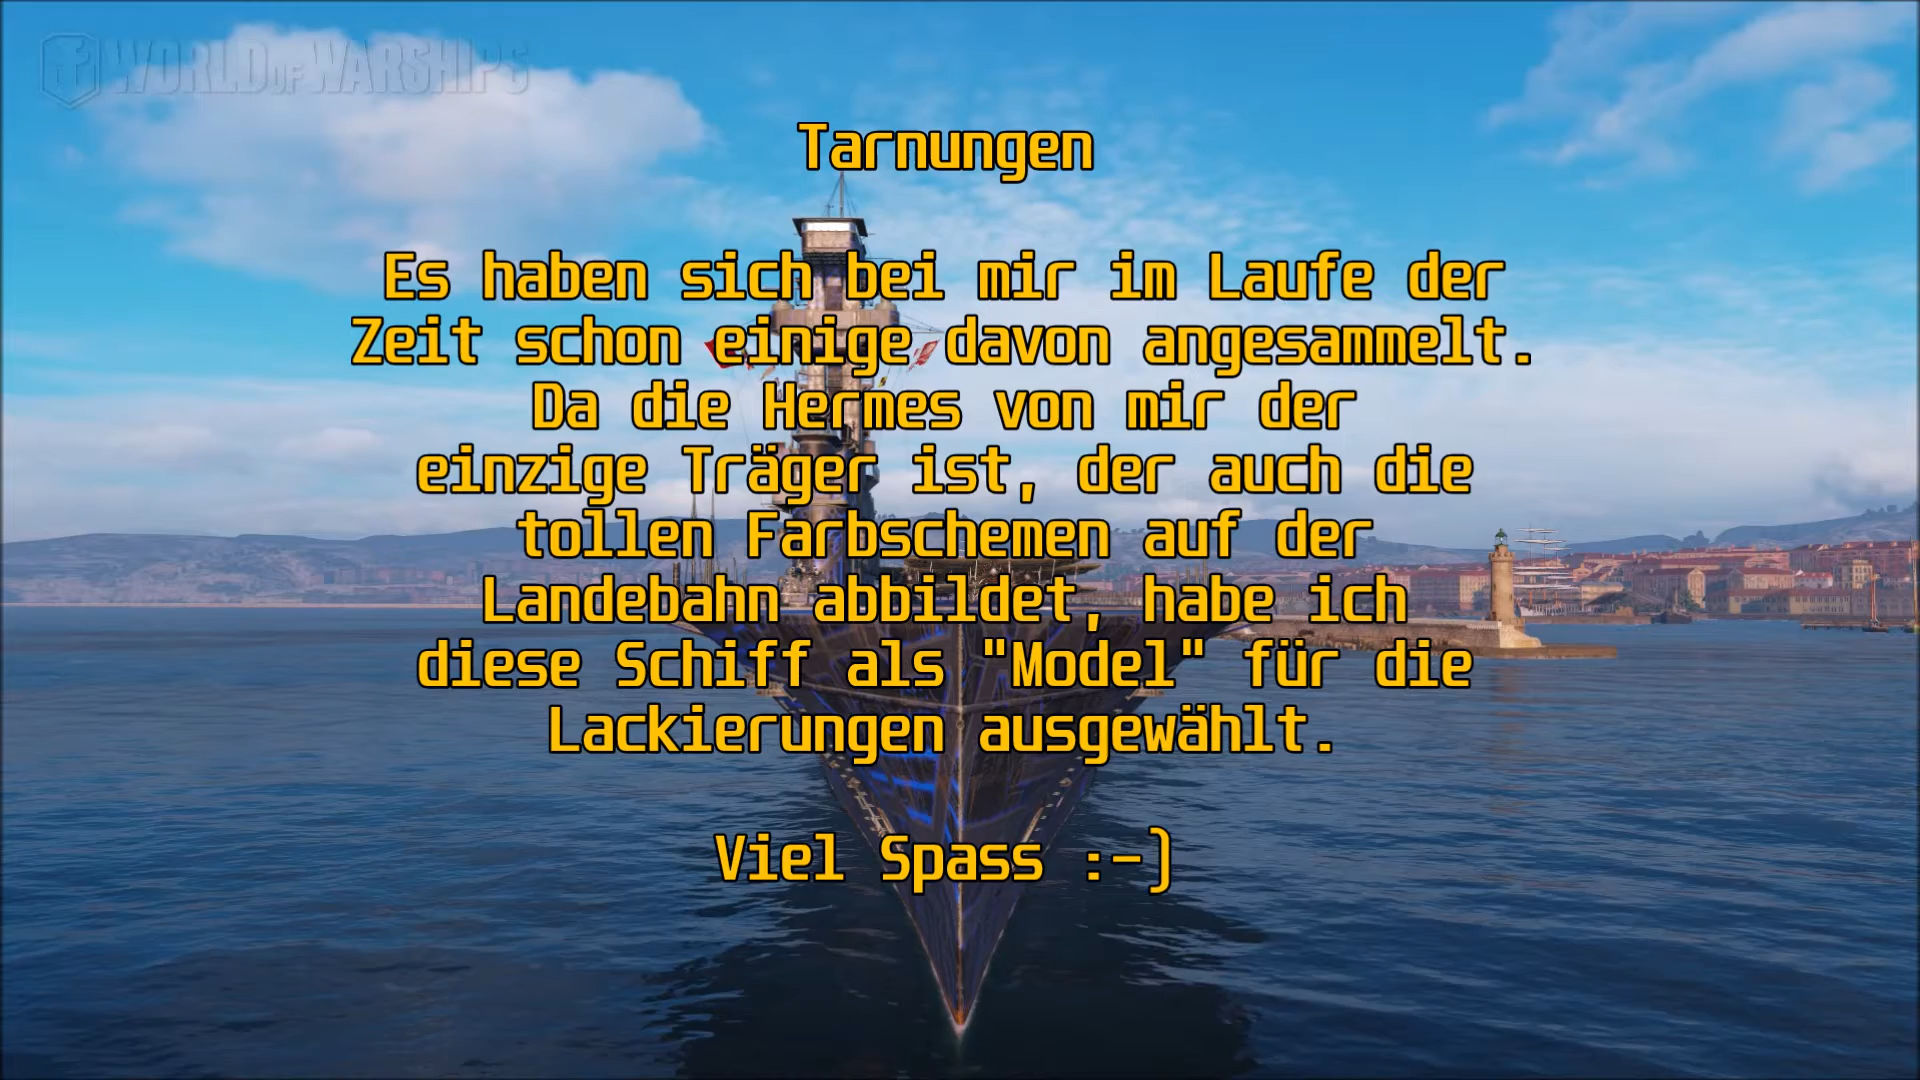 WORLD OF WARSHIPS
Tarnungen
Es haben sich bei mir im Laufe der
Zeit schon einige davon angesammelt.
Da die Hermes von mir der
einzige Träger ist, der auch die
tollen Farbschemen auf der
Landebahn abbildet, habe ich
diese Schiff als "Model" für die
Lackierungen ausgewählt.
Viel Spass :-)